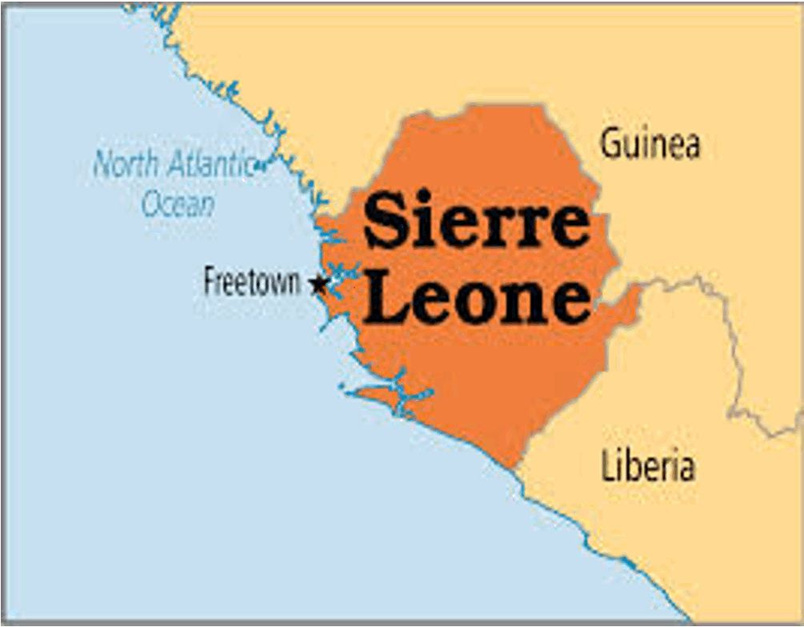 Guinea
North Atlantic
Ocean
Sierre
Leone
Freetown
Liberia